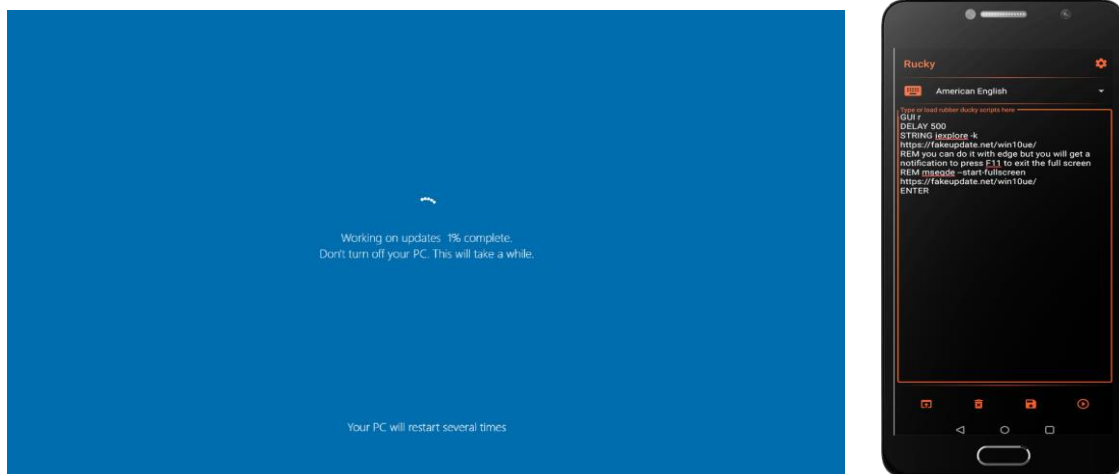 Working on updates 1% complete.
Don't turn off your PC. This will take a while.
Your PC will restart several times
Rucky
American English
Type or load rubber ducky scripts here
GUI r
DELAY 500
STRING iexplore -k
https://fakeupdate.net/win10ue/
REM you can do it with edge but you will get a
notification to press F11 to exit the full screen
REM mseqde --start-fullscreen
https://fakeupdate.net/win10ue/
ENTER